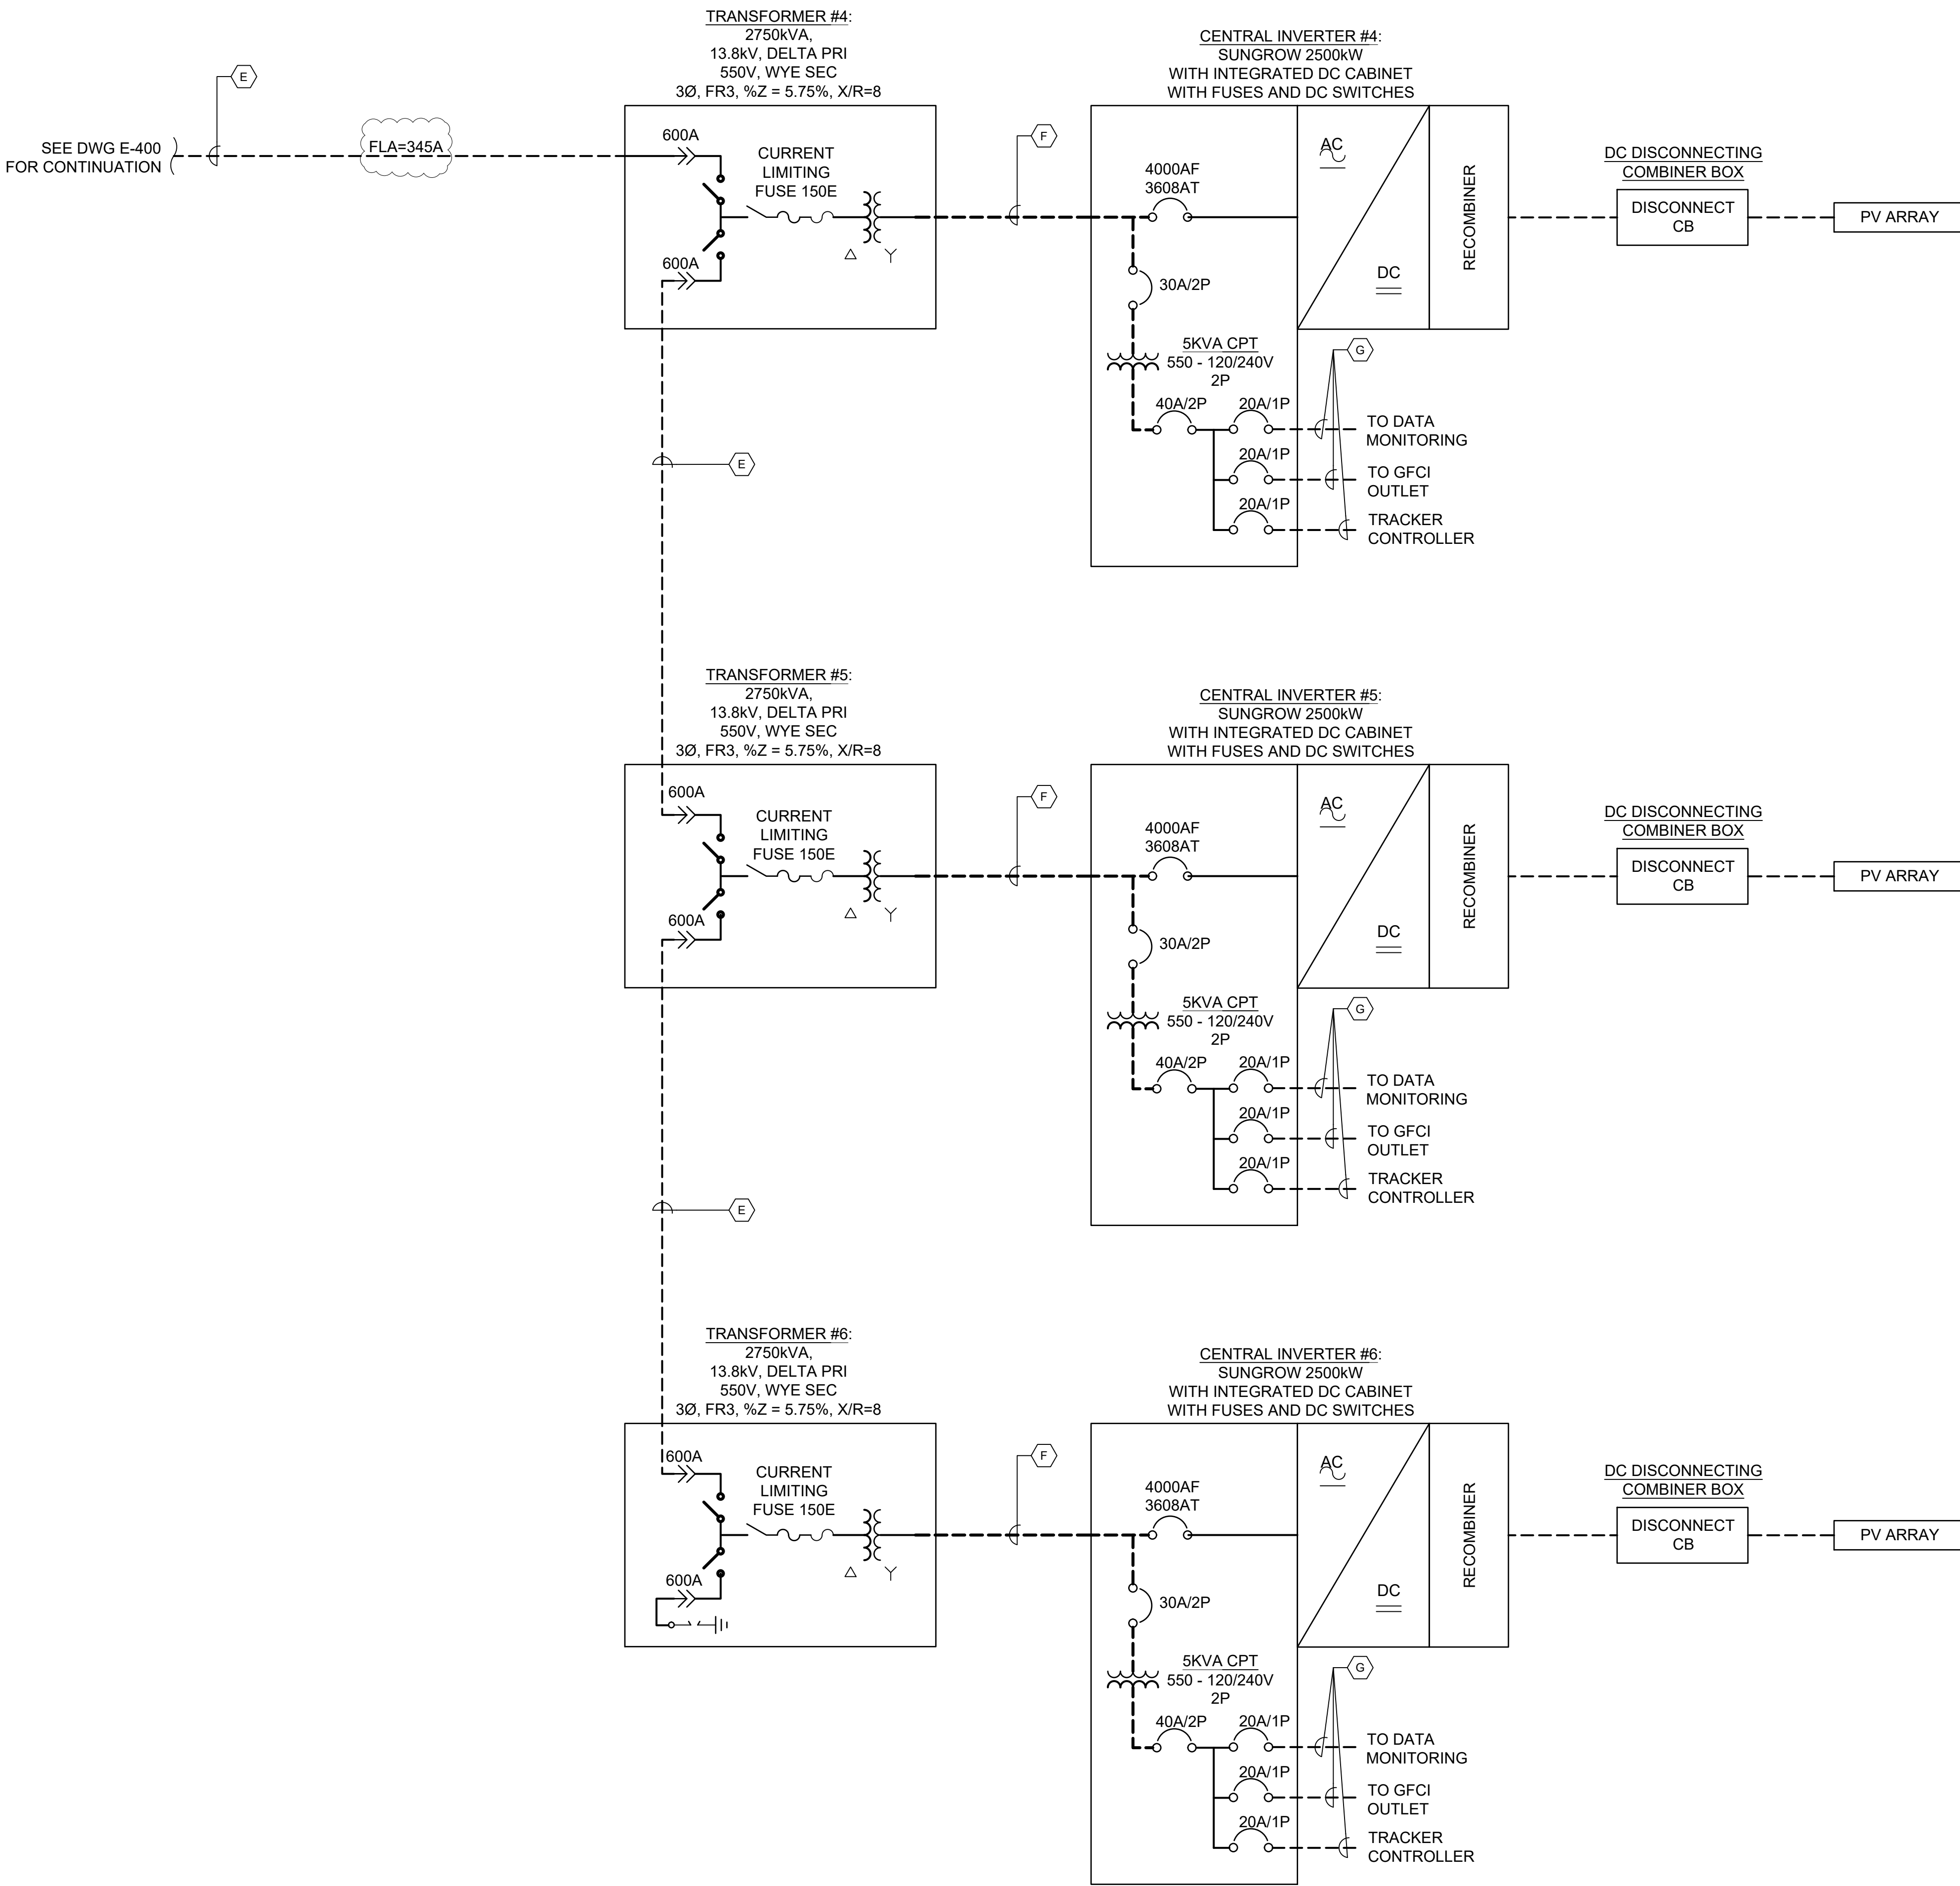 TRANSFORMER #4:
2750kVA,
13.8kV, DELTA PRI
550V, WYE SEC
3Ø, FR3, %Z = 5.75%, X/R=8
CENTRAL INVERTER #4:
SUNGROW 2500kW
WITH INTEGRATED DC CABINET
WITH FUSES AND DC SWITCHES
E
SEE DWG E-400
FOR CONTINUATION
FLA=345A
600A
CURRENT
LIMITING
FUSE 150E
600A
F
4000AF
3608AT
AC
DC
RECOMBINER
DC DISCONNECTING
COMBINER BOX
DISCONNECT
CB
PV ARRAY
30A/2P
5KVA CPT
550 - 120/240V
2P
G
40A/2P
20A/1P
TO DATA
MONITORING
20A/1P
TO GFCI
OUTLET
20A/1P
TRACKER
CONTROLLER
E
TRANSFORMER #5:
2750kVA,
13.8kV, DELTA PRI
550V, WYE SEC
3Ø, FR3, %Z = 5.75%, X/R=8
CENTRAL INVERTER #5:
SUNGROW 2500kW
WITH INTEGRATED DC CABINET
WITH FUSES AND DC SWITCHES
600A
CURRENT
LIMITING
FUSE 150E
600A
F
4000AF
3608AT
AC
DC
RECOMBINER
DC DISCONNECTING
COMBINER BOX
DISCONNECT
CB
PV ARRAY
30A/2P
5KVA CPT
550 - 120/240V
2P
G
40A/2P
20A/1P
TO DATA
MONITORING
20A/1P
TO GFCI
OUTLET
20A/1P
TRACKER
CONTROLLER
E
TRANSFORMER #6:
2750kVA,
13.8kV, DELTA PRI
550V, WYE SEC
3Ø, FR3, %Z = 5.75%, X/R=8
CENTRAL INVERTER #6:
SUNGROW 2500kW
WITH INTEGRATED DC CABINET
WITH FUSES AND DC SWITCHES
600A
CURRENT
LIMITING
FUSE 150E
600A
F
4000AF
3608AT
AC
DC
RECOMBINER
DC DISCONNECTING
COMBINER BOX
DISCONNECT
CB
PV ARRAY
30A/2P
5KVA CPT
550 - 120/240V
2P
G
40A/2P
20A/1P
TO DATA
MONITORING
20A/1P
TO GFCI
OUTLET
20A/1P
TRACKER
CONTROLLER